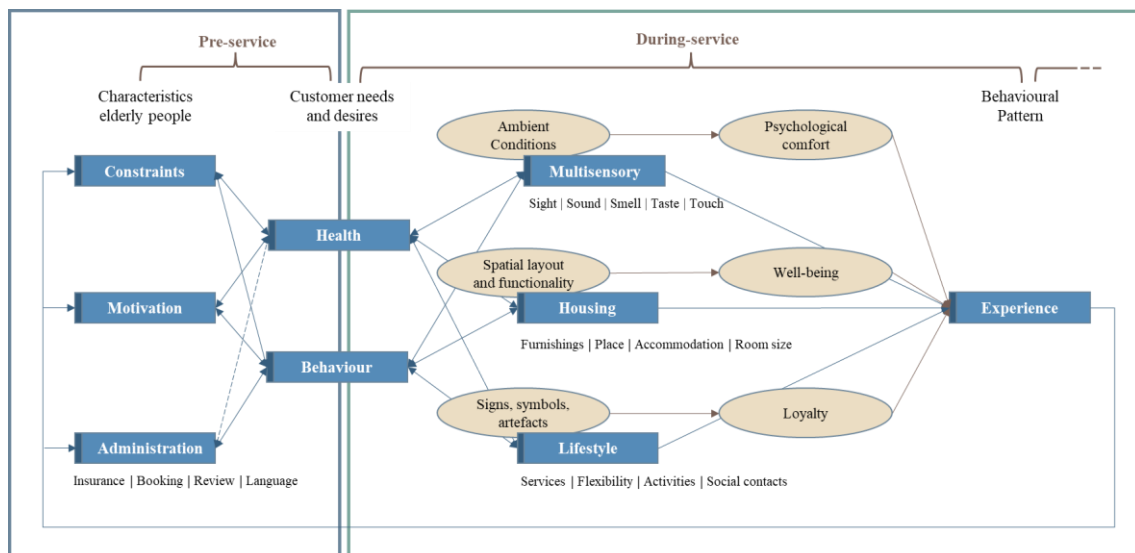 Pre-service
During-service
Characteristics
elderly people
Customer needs
and desires
Behavioural
Pattern
Ambient
Conditions
Psychological
comfort
Constraints
Multisensory
Sight | Sound | Smell | Taste | Touch
Health
Spatial layout
and functionality
Well-being
Motivation
Housing
Experience
Furnishings | Place | Accommodation | Room size
Behaviour
Signs, symbols,
artefacts
Loyalty
Administration
Lifestyle
Insurance | Booking | Review | Language
Services | Flexibility | Activities | Social contacts